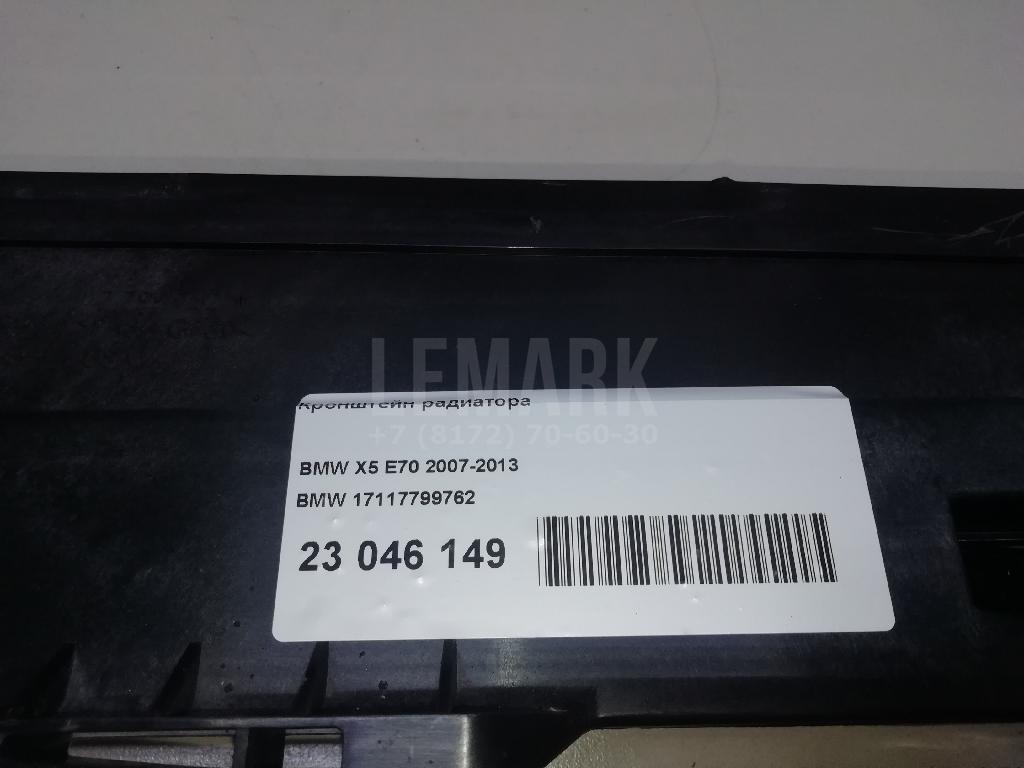 LEMARK
+7 (8172) 70-60-30
Кронштейн радиатора
BMW X5 E70 2007-2013
BMW 17117799762
23 046 149